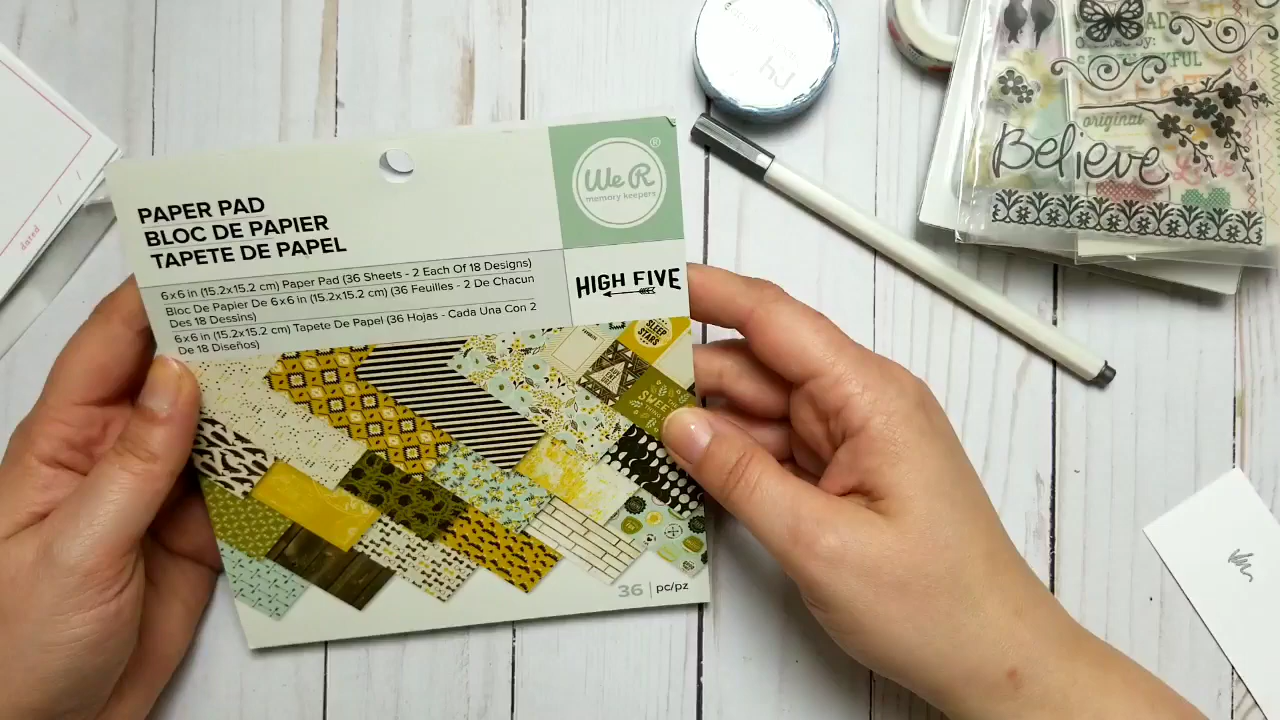 PAPER PAD
BLOC DE PAPIER
TAPETE DE PAPEL
6x6 in (15.2x15.2 cm) Paper Pad (36 Sheets - 2 Each Of 18 Designs)
Bloc De Papier De 6x6 in (15.2x15.2 cm) (36 Feuilles - 2 De Chacun
Des 18 Dessins)
6x6 in (15.2x15.2 cm) Tapete De Papel (36 Hojas - Cada Una Con 2
De 18 Diseños)
We R®
memory keepers
HIGH FIVE
SLEEP
STARS
SWEET
36 | pc/pz
original
Believe
dated